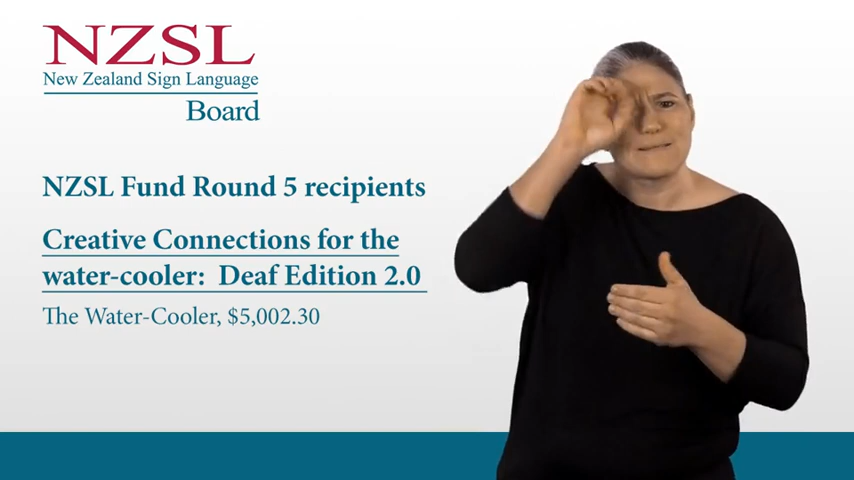 NZSL
New Zealand Sign Language
Board
NZSL Fund Round 5 recipients
Creative Connections for the
water-cooler: Deaf Edition 2.0
The Water-Cooler, $5,002.30